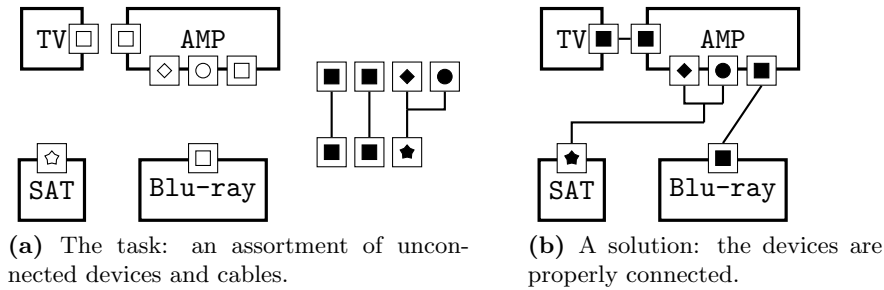 TV AMP
SAT Blu-ray
TV AMP
SAT Blu-ray
(a) The task: an assortment of uncon-
nected devices and cables.
(b) A solution: the devices are
properly connected.